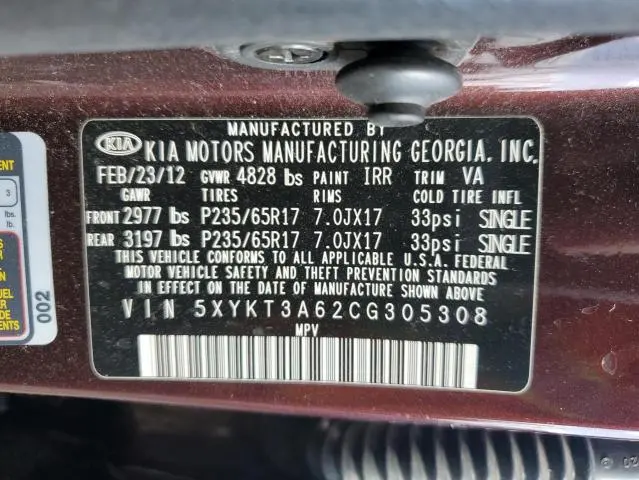 MANUFACTURED BY
KIA KIA MOTORS MANUFACTURING GEORGIA, INC.
FEB/23/12 GVWR 4828 lbs PAINT IRR TRIM VA
GAWR TIRES RIMS COLD TIRE INFL
FRONT 2977 lbs P235/65R17 7.0JX17 33psi SINGLE
REAR 3197 lbs P235/65R17 7.0JX17 33psi SINGLE
THIS VEHICLE CONFORMS TO ALL APPLICABLE U.S.A. FEDERAL
MOTOR VEHICLE SAFETY AND THEFT PREVENTION STANDARDS
IN EFFECT ON THE DATE OF MANUFACTURE SHOWN ABOVE
VIN 5XYKT3A62CG305308
MPV
3
lbs.
lb.
002